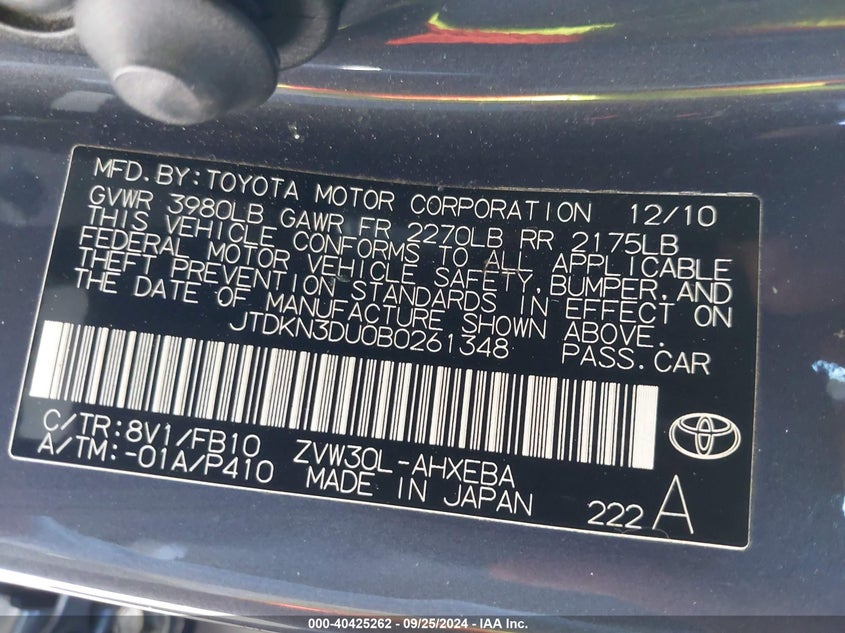 MFD. BY: TOYOTA MOTOR CORPORATION 12/10
GVWR 3980LB GAWR FR 2270LB RR 2175LB
THIS VEHICLE CONFORMS TO ALL APPLICABLE
FEDERAL MOTOR VEHICLE SAFETY, BUMPER, AND
THEFT PREVENTION STANDARDS IN EFFECT ON
THE DATE OF MANUFACTURE SHOWN ABOVE.
JTDKN3DU0B0261348 PASS. CAR
C/TR: 8V1/FB10 ZVW30L-AHXEBA
A/TM: -01A/P410 MADE IN JAPAN
222 A
000-40425262 - 09/25/2024 - IAA Inc.